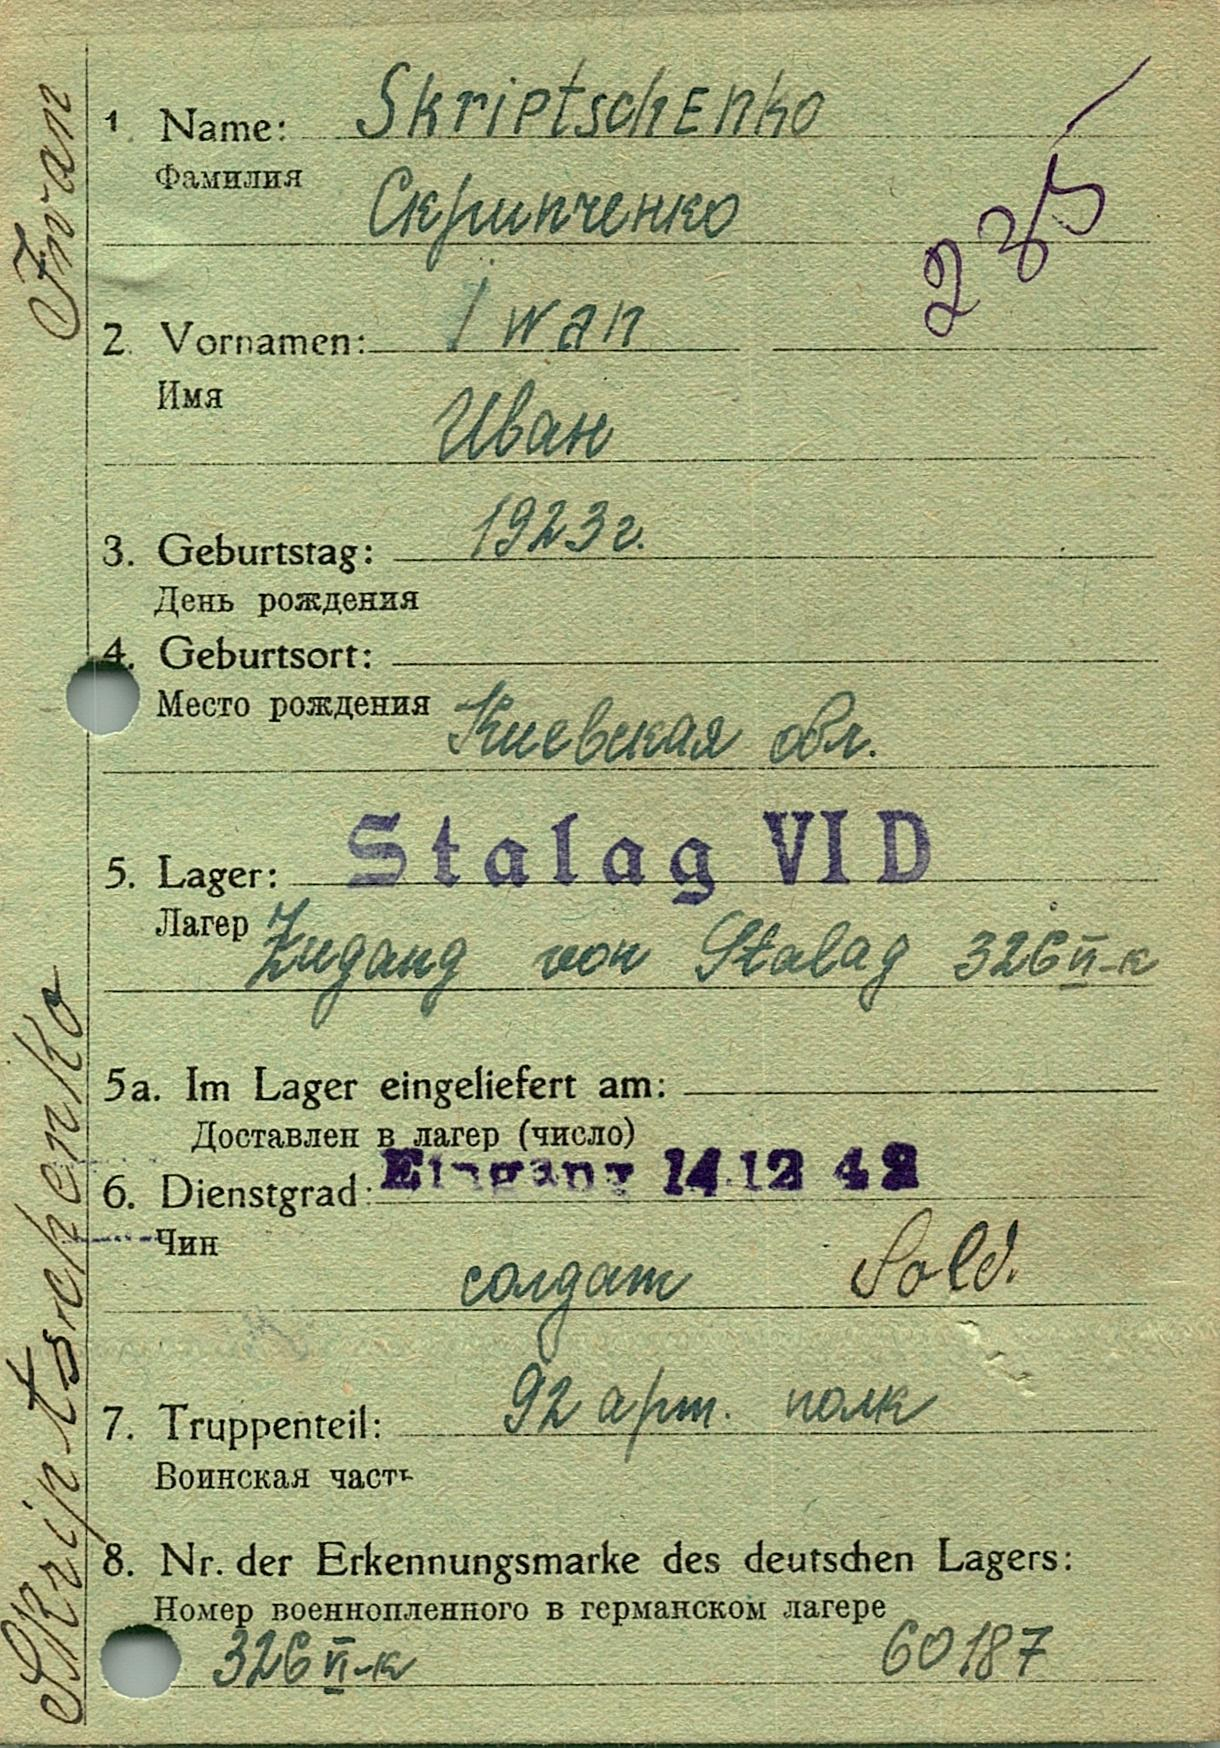 1. Name: Skriptschenko
Фамилия Скрипченко
235
2. Vornamen: Iwan
Имя Иван
3. Geburtstag: 1923 г.
День рождения
4. Geburtsort:
Место рождения Киевская обл.
5. Lager: Stalag VI D
Лагер Zugang von Stalag 326 VI-к
5a. Im Lager eingeliefert am:
Доставлен в лагер (число)
Eingang 14.12 42
6. Dienstgrad:
Чин
солдат Sold.
7. Truppenteil: 92 арт. полк
Воинская часть
8. Nr. der Erkennungsmarke des deutschen Lagers:
Номер военнопленного в германском лагере
326 VI-к 60187
Skriptschenko Iwan